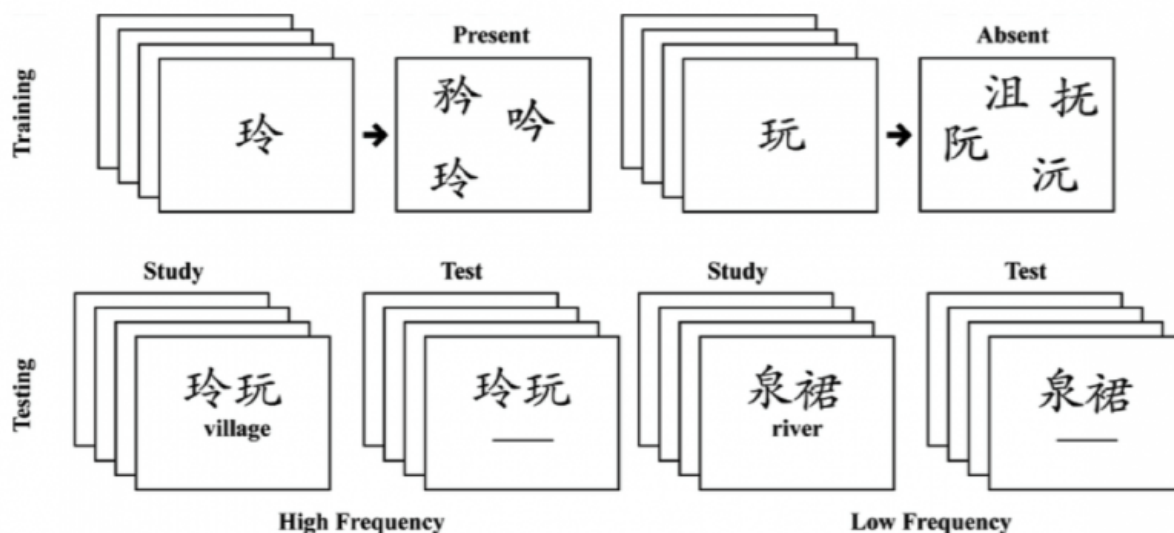 Training
Present
Absent
玲
矜
吟
玲
玩
沮
抚
阮
沅
Testing
Study
Test
Study
Test
玲玩
village
玲玩
泉裙
river
泉裙
High Frequency
Low Frequency